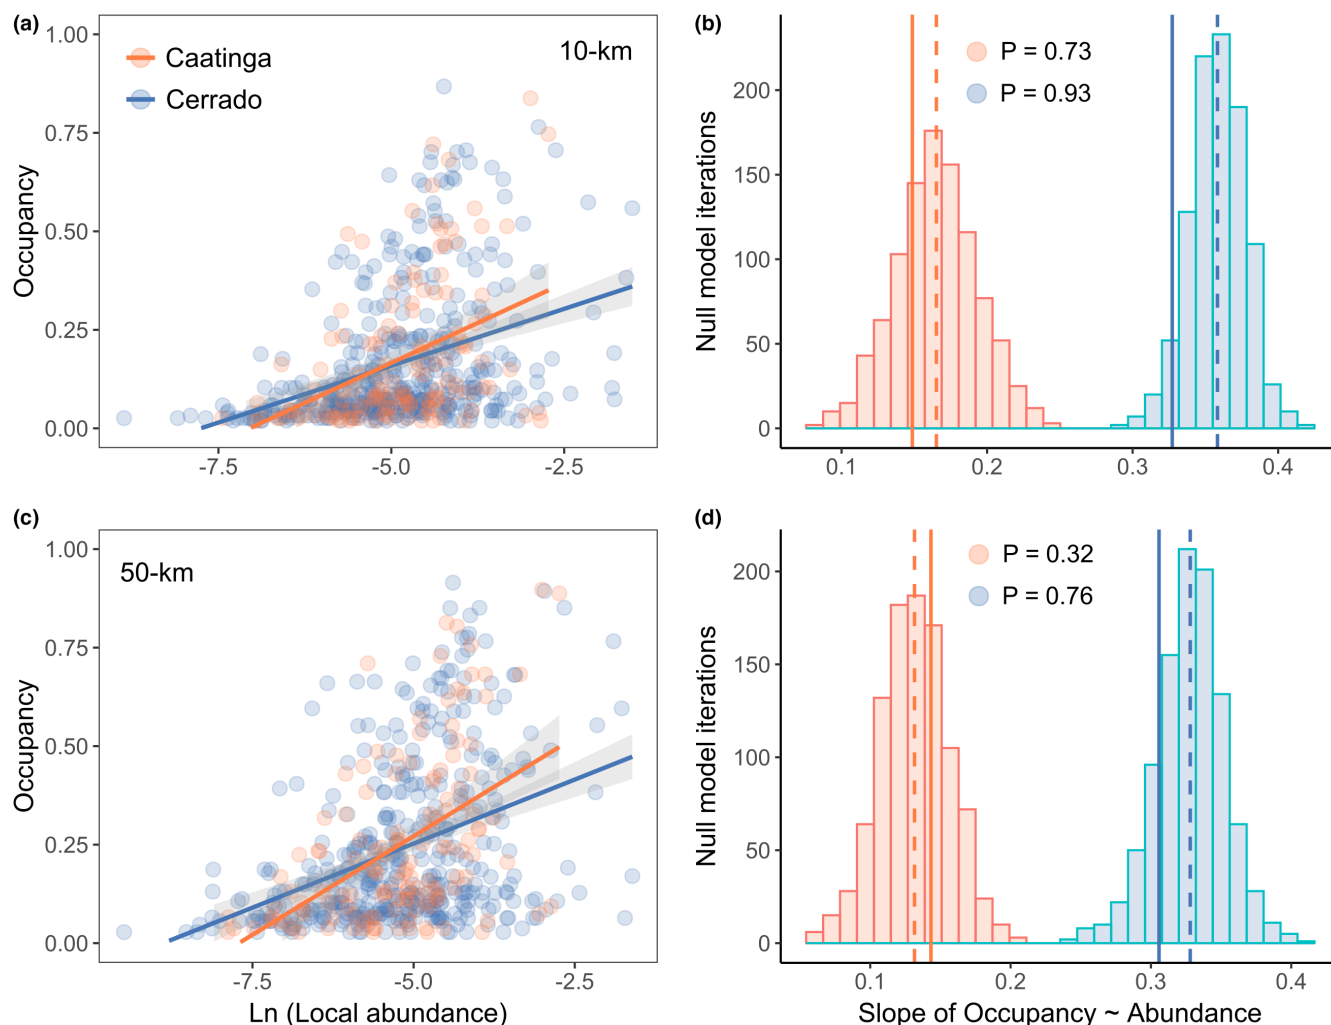 (a)
1.00
0.75
0.50
0.25
0.00
Occupancy
Caatinga
Cerrado
10-km
-7.5 -5.0 -2.5
(b)
200
150
100
50
0
Null model iterations
P = 0.73
P = 0.93
0.1 0.2 0.3 0.4
(c)
1.00
0.75
0.50
0.25
0.00
Occupancy
50-km
-7.5 -5.0 -2.5
Ln (Local abundance)
(d)
200
150
100
50
0
Null model iterations
P = 0.32
P = 0.76
0.1 0.2 0.3 0.4
Slope of Occupancy ~ Abundance